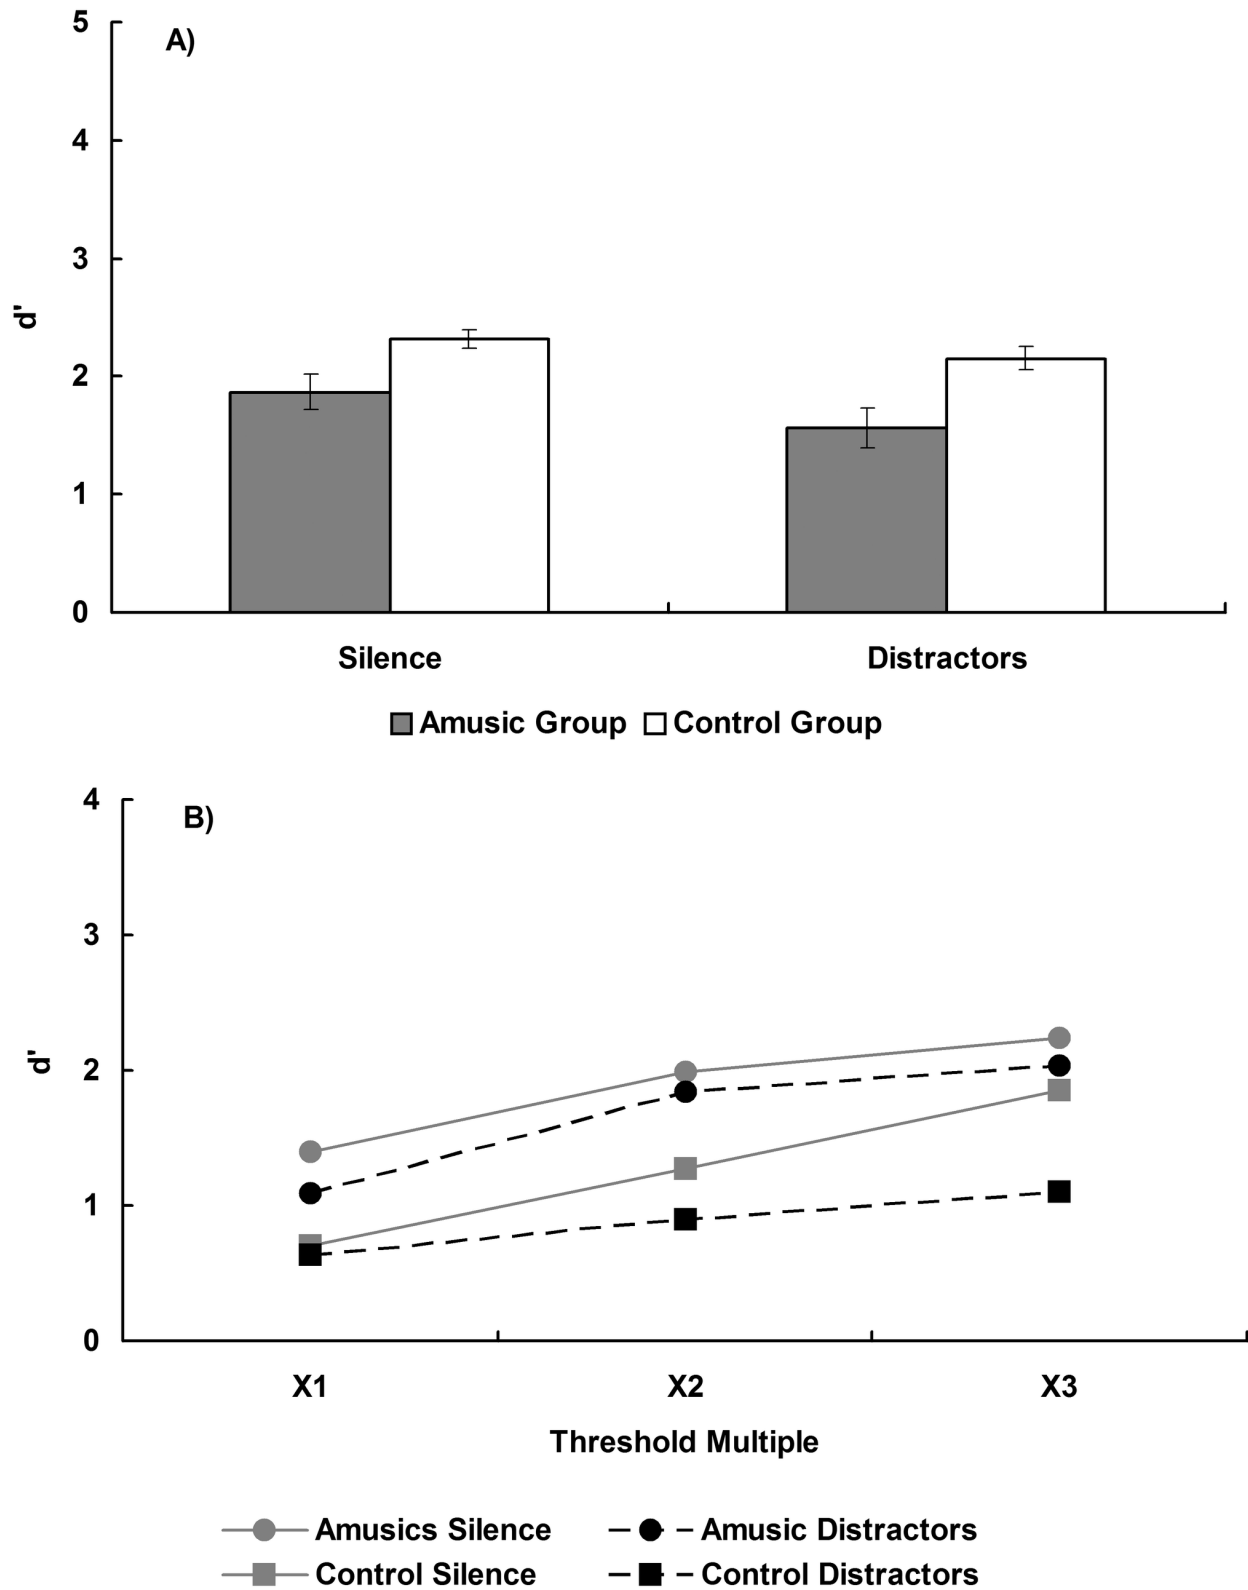 A)
5
4
3
2
1
0
d'
Silence Distractors
Amusic Group Control Group
B)
4
3
2
1
0
d'
X1 X2 X3
Threshold Multiple
Amusics Silence Amusic Distractors
Control Silence Control Distractors